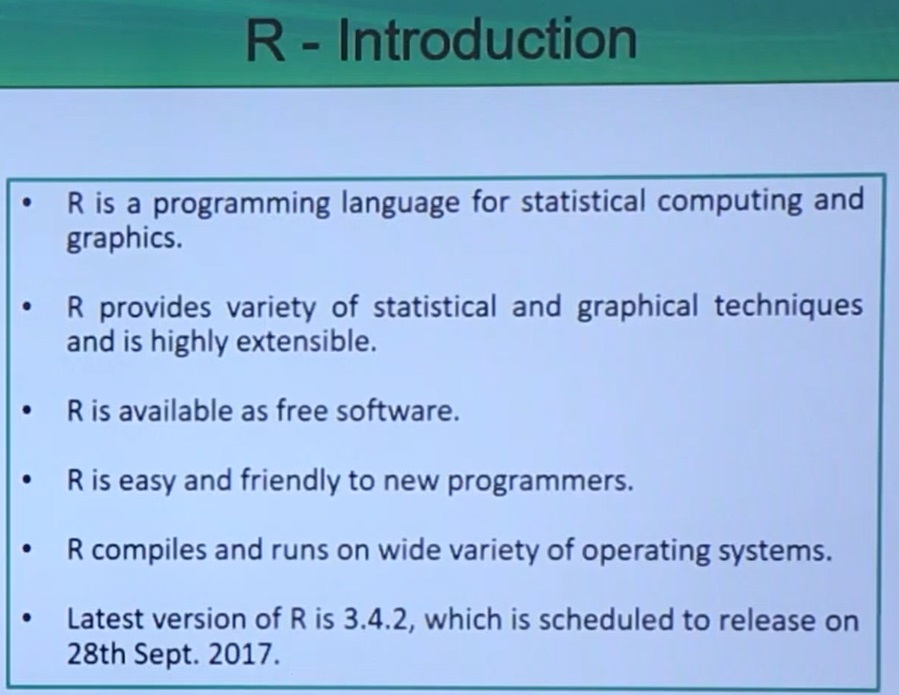 R - Introduction
• R is a programming language for statistical computing and
graphics.
• R provides variety of statistical and graphical techniques
and is highly extensible.
• R is available as free software.
• R is easy and friendly to new programmers.
• R compiles and runs on wide variety of operating systems.
• Latest version of R is 3.4.2, which is scheduled to release on
28th Sept. 2017.